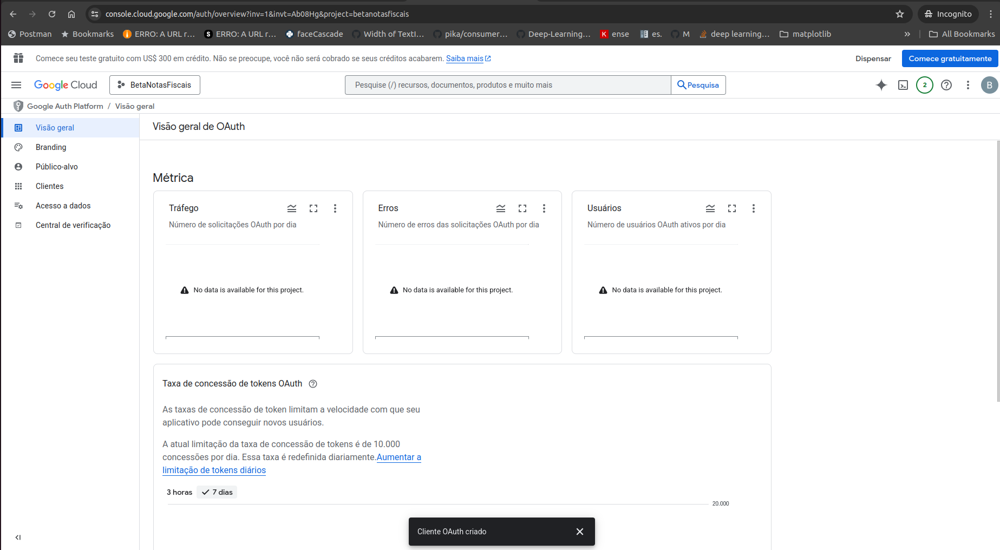 console.cloud.google.com/auth/overview?inv=1&invt=Ab08Hg&project=betanotasfiscais
Incognito
Postman
Bookmarks
ERRO: A URL r...
ERRO: A URL r...
faceCascade
Width of TextI...
pika/consumer...
Deep-Learning...
ense
es.
M
deep learning...
matplotlib
All Bookmarks
Comece seu teste gratuito com US$ 300 em crédito. Não se preocupe, você não será cobrado se seus créditos acabarem. Saiba mais
Dispensar
Comece gratuitamente
Google Cloud
BetaNotasFiscais
Pesquise (/) recursos, documentos, produtos e muito mais
Pesquisa
2
B
Google Auth Platform / Visão geral
Visão geral
Branding
Público-alvo
Clientes
Acesso a dados
Central de verificação
Visão geral de OAuth
Métrica
Tráfego
Número de solicitações OAuth por dia
No data is available for this project.
Erros
Número de erros das solicitações OAuth por dia
No data is available for this project.
Usuários
Número de usuários OAuth ativos por dia
No data is available for this project.
Taxa de concessão de tokens OAuth
As taxas de concessão de token limitam a velocidade com que seu
aplicativo pode conseguir novos usuários.
A atual limitação da taxa de concessão de tokens é de 10.000
concessões por dia. Essa taxa é redefinida diariamente.Aumentar a
limitação de tokens diários
3 horas
7 dias
20.000
Cliente OAuth criado